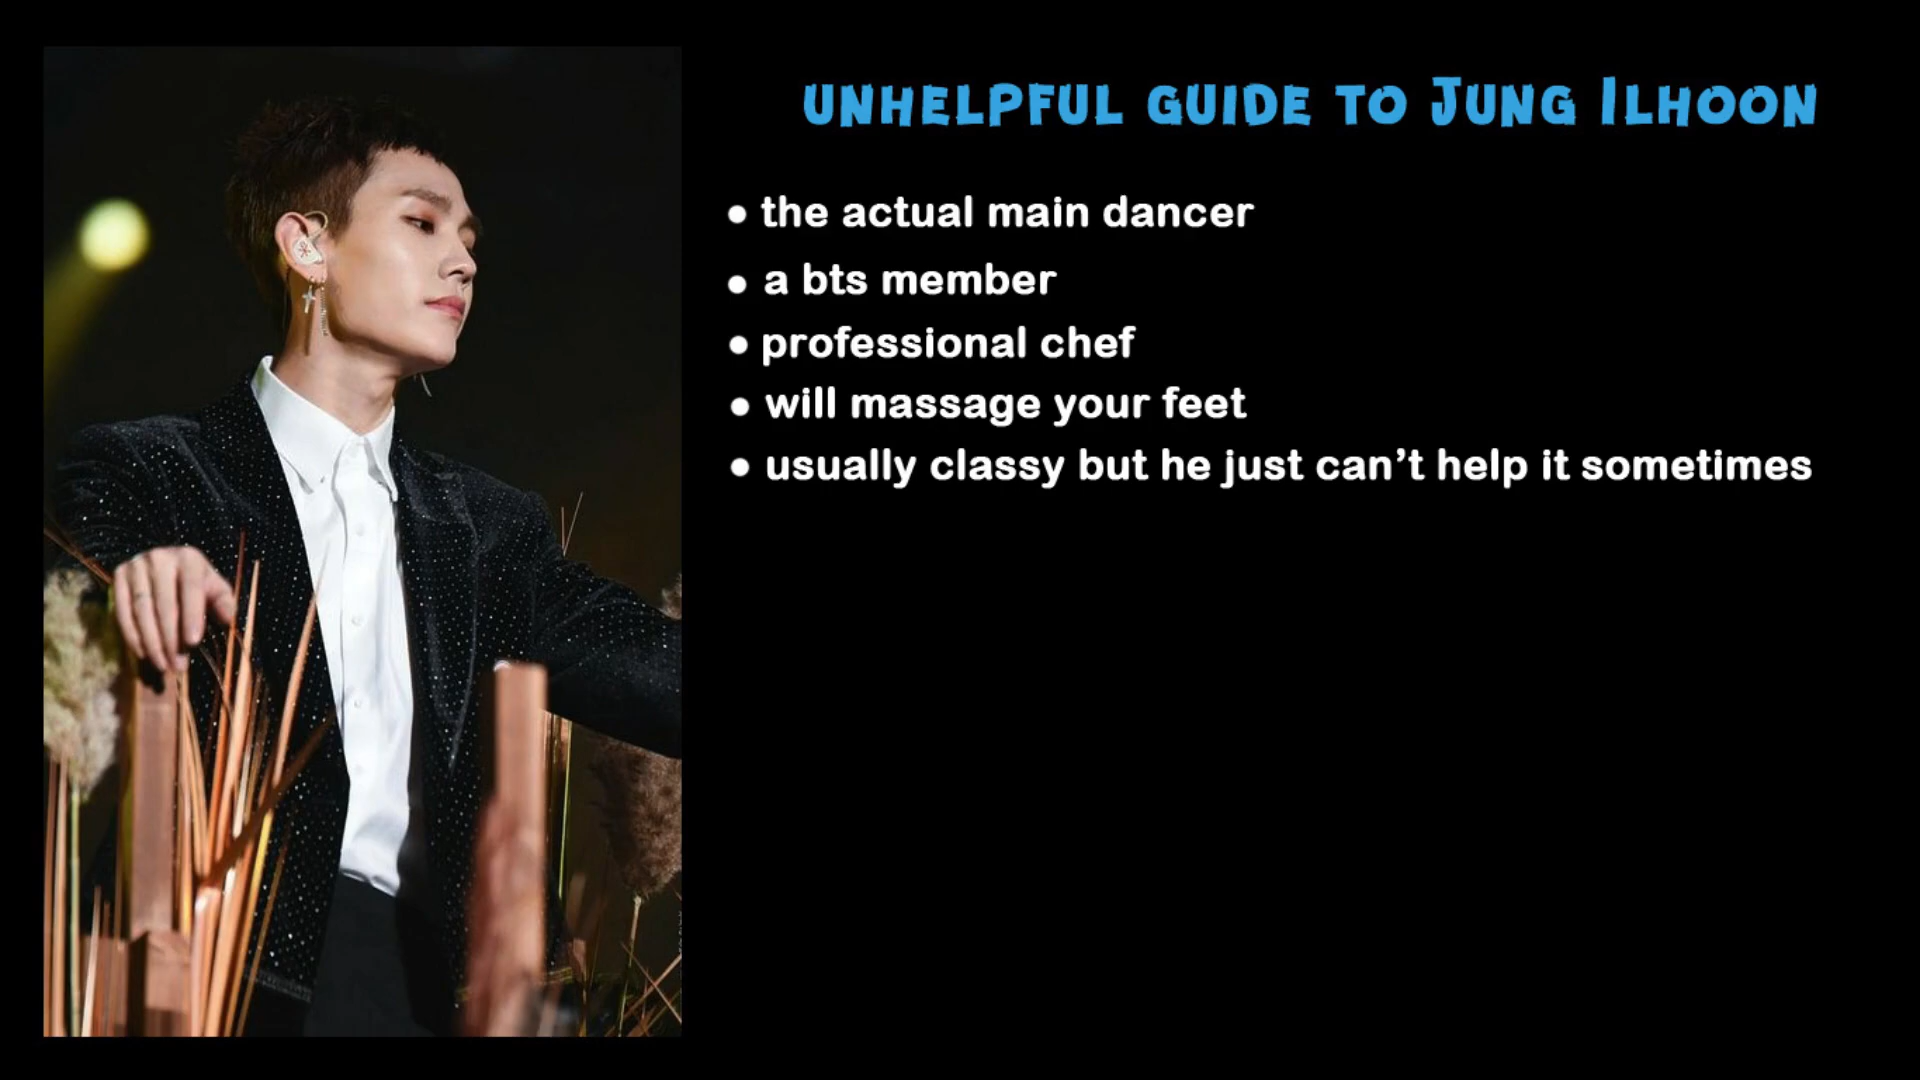 UNHELPFUL GUIDE TO JUNG ILHOON
• the actual main dancer
• a bts member
• professional chef
• will massage your feet
• usually classy but he just can’t help it sometimes